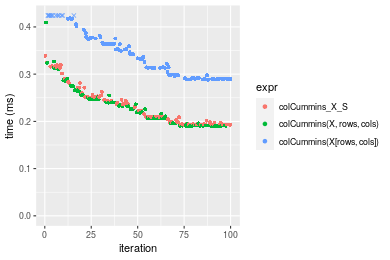 0.4
0.3
0.2
0.1
0.0
time (ms)
0
25
50
75
100
iteration
expr
colCummins_X_S
colCummins(X, rows, cols)
colCummins(X[rows, cols])